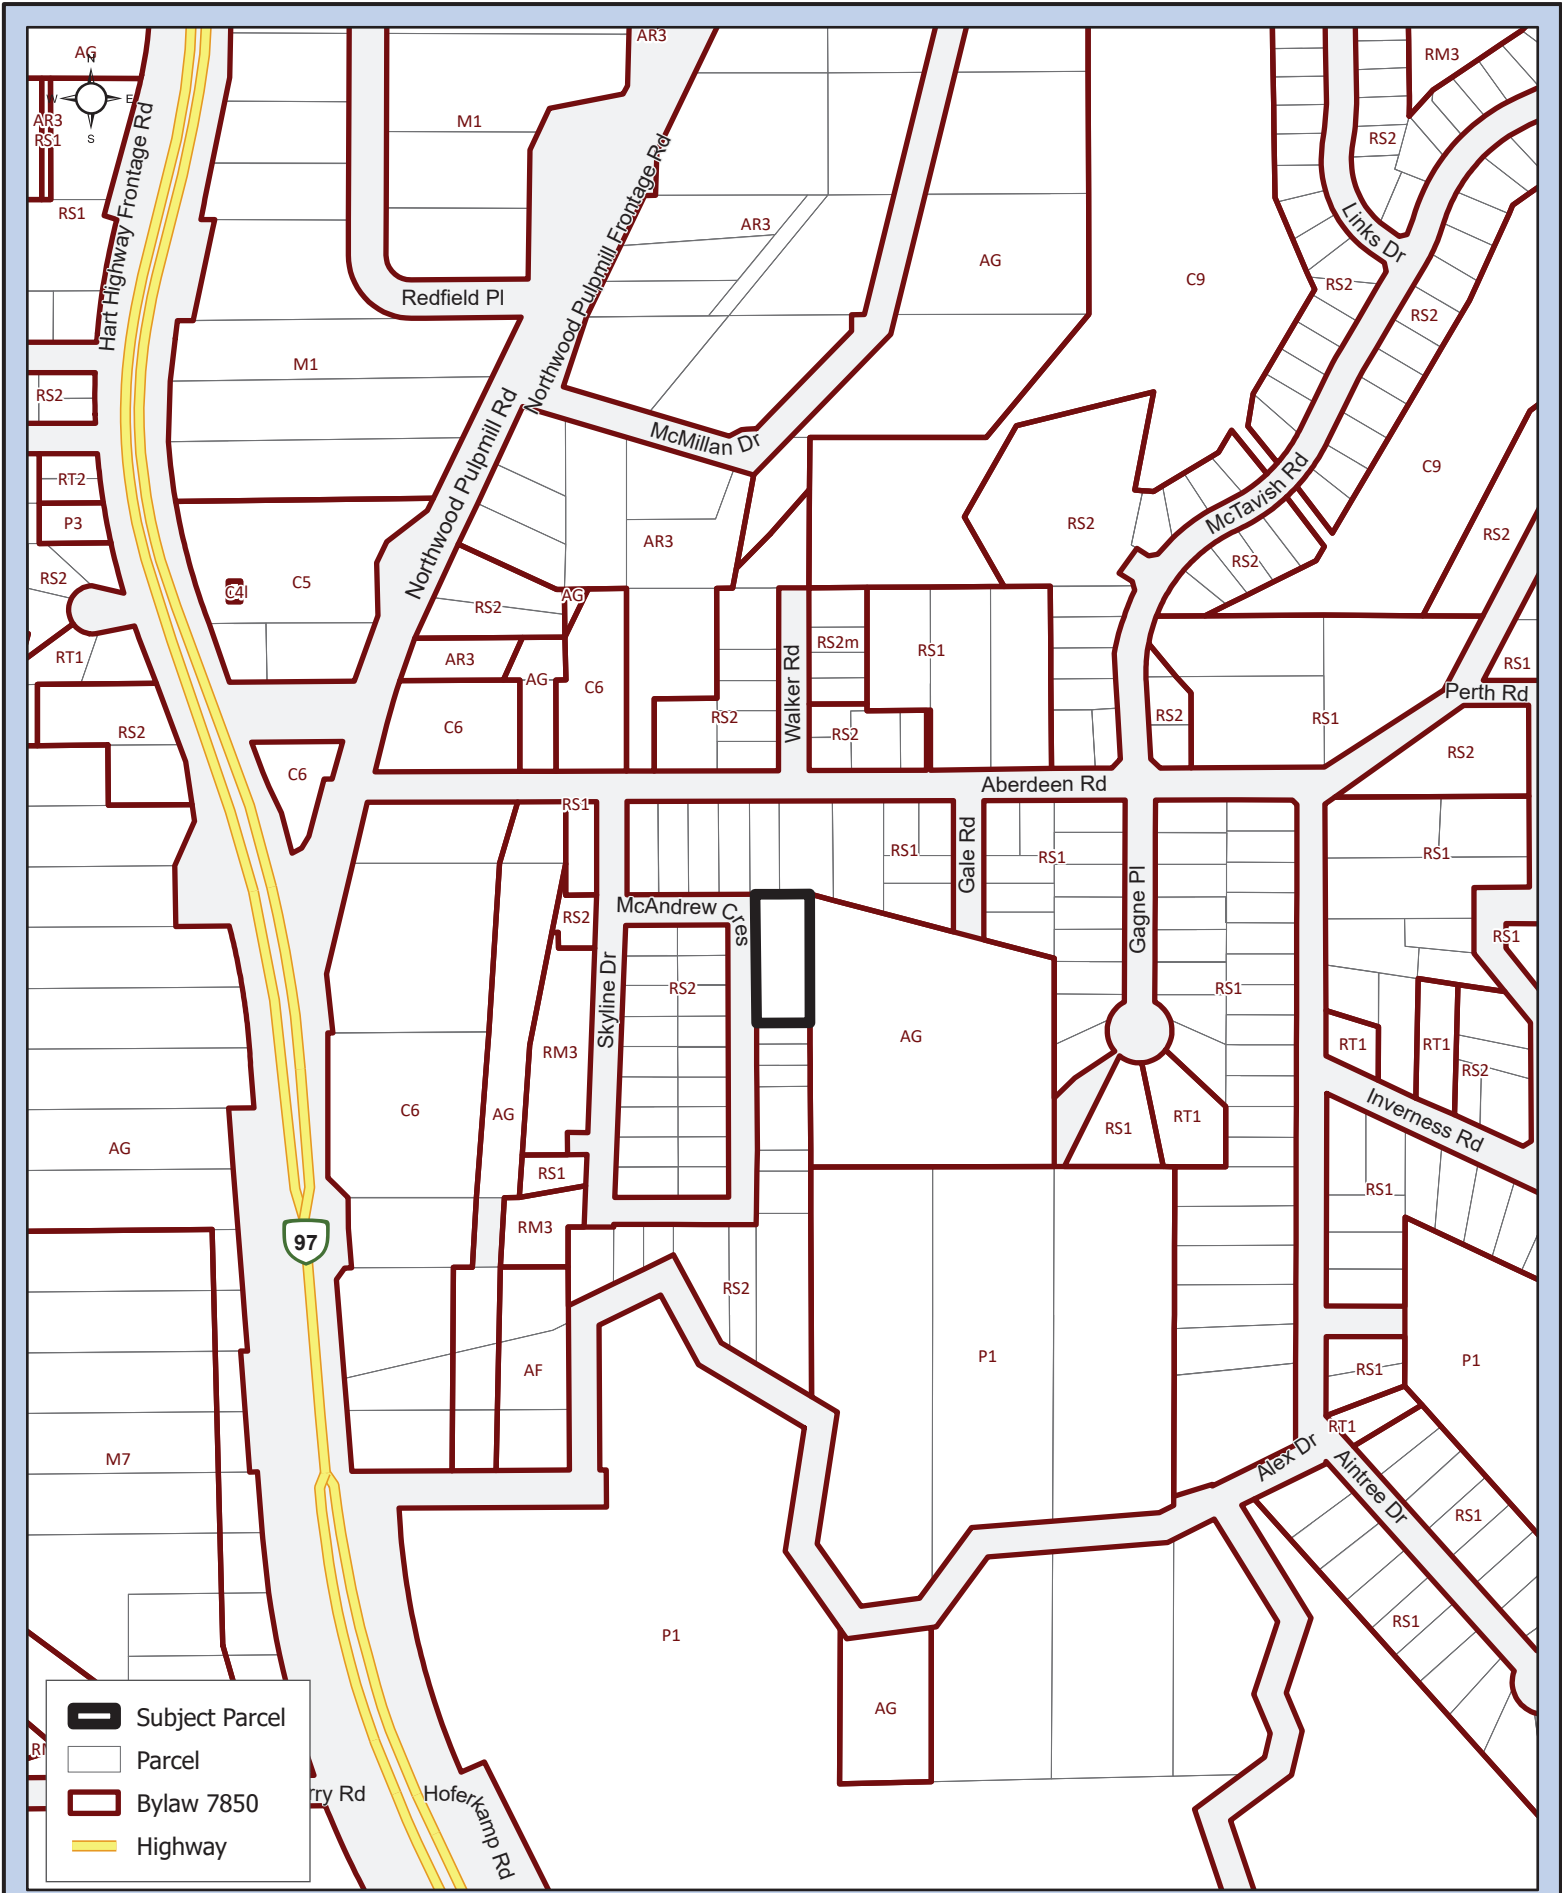 AG
N
W
E
S
AR3
RS1
RS1
Hart Highway Frontage Rd
AR3
M1
Northwood Pulpmill Frontage Rd
AR3
AG
C9
RM3
RS2
Links Dr
RS2
RS2
Redfield Pl
M1
RS2
Northwood Pulpmill Rd
McMillan Dr
RT2
P3
RS2
C4l
C5
AR3
RS2
McTavish Rd
RS2
C9
RS2
RT1
RS2
AG
AR3
AG
C6
RS2m
RS1
Walker Rd
RS2
RS2
RS2
RS1
RS1
Perth Rd
RS2
C6
C6
RS2
Aberdeen Rd
RS1
RS1
Gale Rd
RS1
Gagne Pl
RS1
McAndrew Cres
RS2
RS1
Skyline Dr
RS2
RS1
AG
RM3
RT1
RT1
RS2
C6
AG
RS1
RT1
Inverness Rd
AG
RS1
RS1
RM3
97
RS2
AF
P1
RS1
P1
RT1
Alex Dr
Aintree Dr
M7
RS1
RS1
P1
AG
Subject Parcel
Parcel
Bylaw 7850
Highway
rry Rd
Hoferkamp Rd